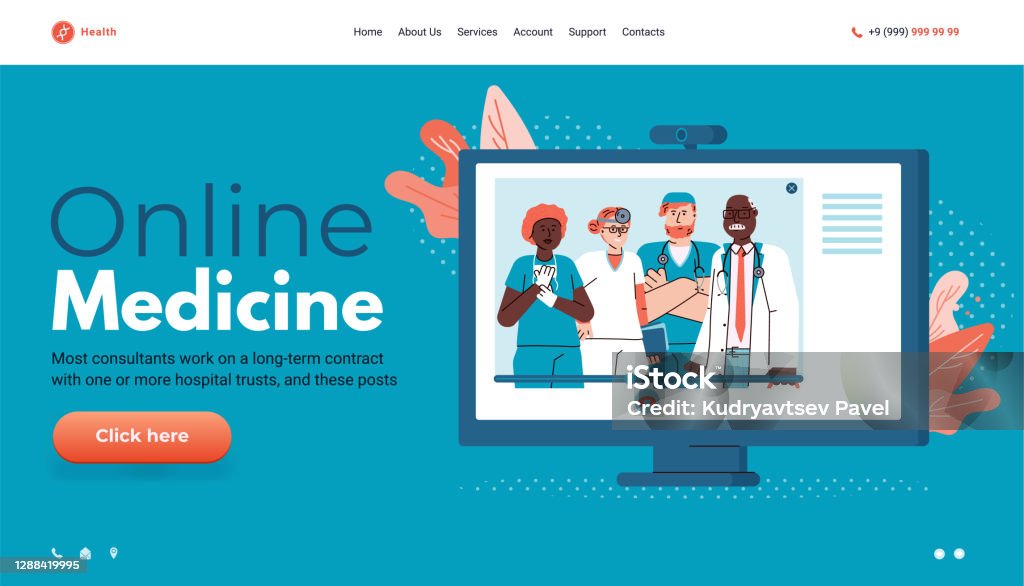 Health
Home About Us Services Account Support Contacts
+9 (999) 999 99 99
Online
Medicine
Most consultants work on a long-term contract
with one or more hospital trusts, and these posts
Click here
iStock™
Credit: Kudryavtsev Pavel
1288419995